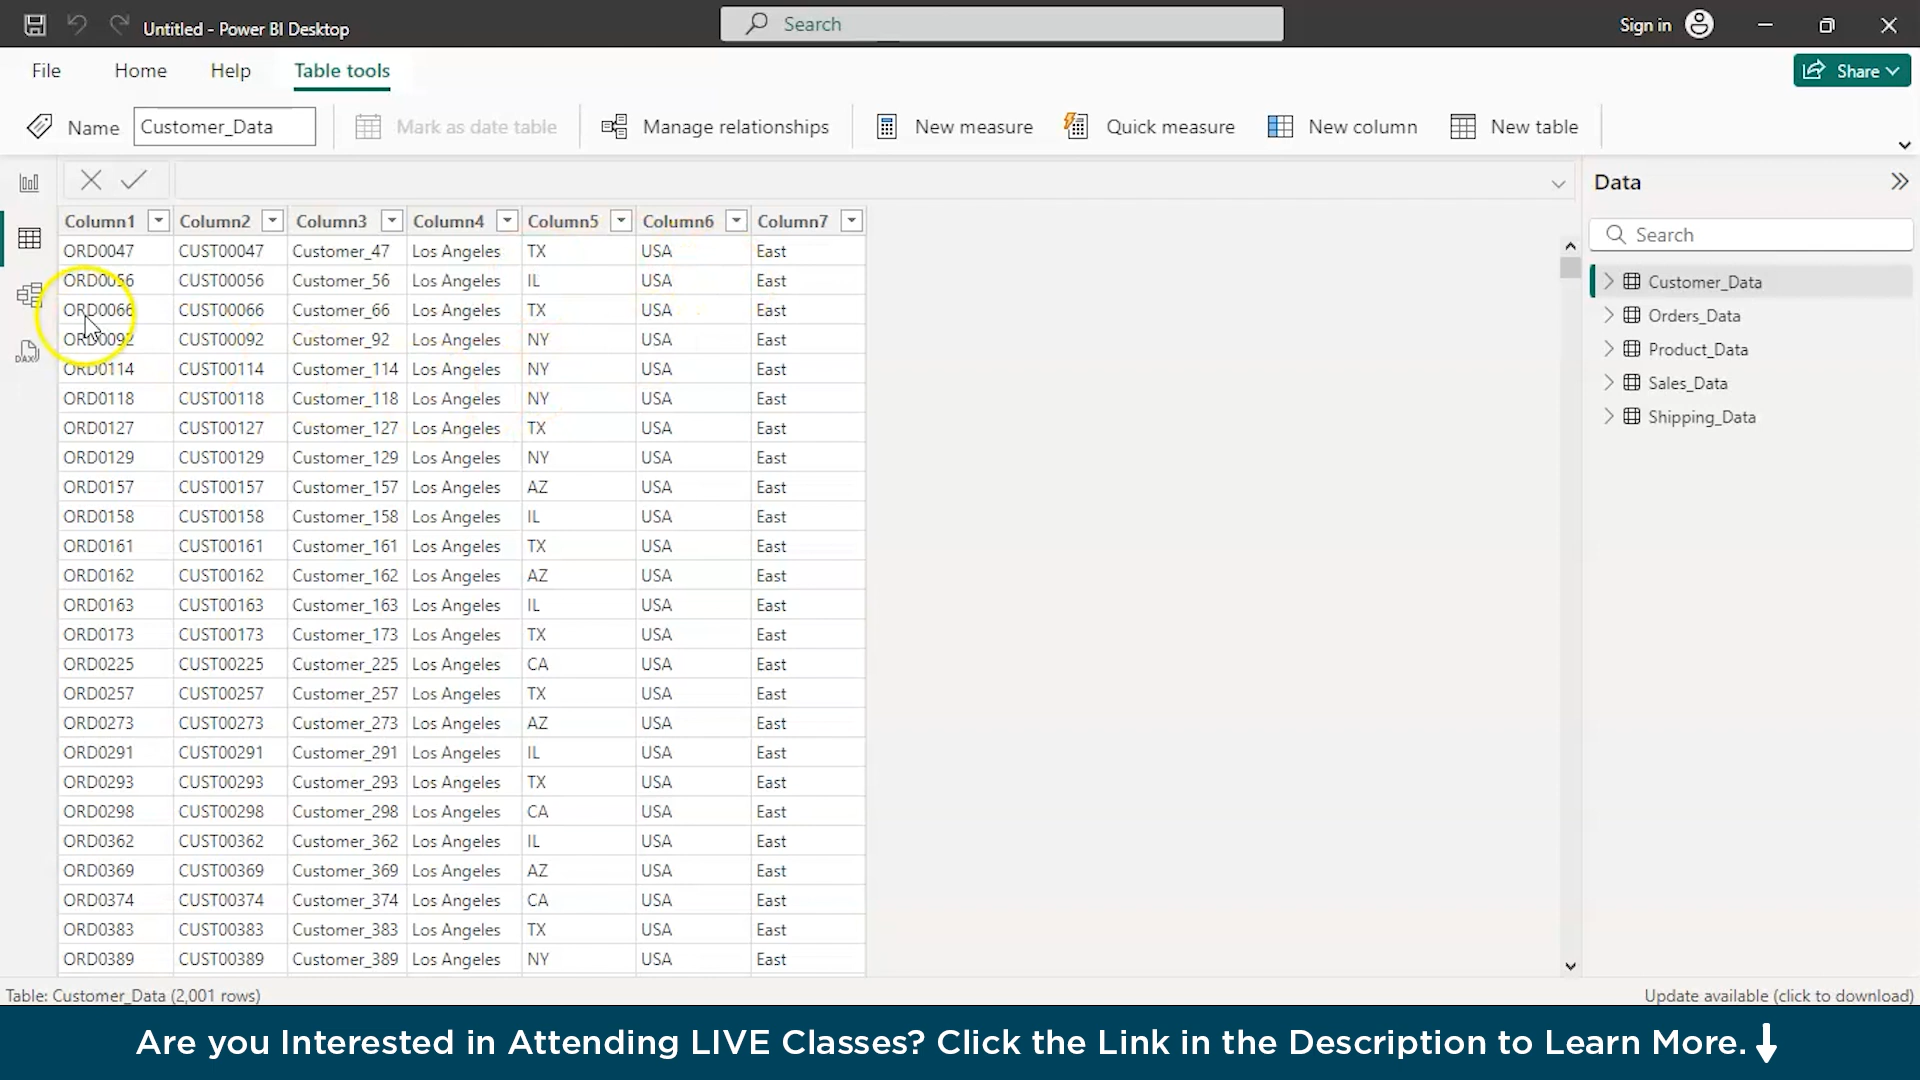 Untitled - Power BI Desktop
Search
Sign in
File Home Help Table tools
Share
Name Customer_Data Mark as date table Manage relationships New measure Quick measure New column New table
Data
Search
Customer_Data
Orders_Data
Product_Data
Sales_Data
Shipping_Data
DAX
Column1 Column2 Column3 Column4 Column5 Column6 Column7
ORD0047 CUST00047 Customer_47 Los Angeles TX USA East
ORD0056 CUST00056 Customer_56 Los Angeles IL USA East
ORD0066 CUST00066 Customer_66 Los Angeles TX USA East
ORD0092 CUST00092 Customer_92 Los Angeles NY USA East
ORD0114 CUST00114 Customer_114 Los Angeles NY USA East
ORD0118 CUST00118 Customer_118 Los Angeles NY USA East
ORD0127 CUST00127 Customer_127 Los Angeles TX USA East
ORD0129 CUST00129 Customer_129 Los Angeles NY USA East
ORD0157 CUST00157 Customer_157 Los Angeles AZ USA East
ORD0158 CUST00158 Customer_158 Los Angeles IL USA East
ORD0161 CUST00161 Customer_161 Los Angeles TX USA East
ORD0162 CUST00162 Customer_162 Los Angeles AZ USA East
ORD0163 CUST00163 Customer_163 Los Angeles IL USA East
ORD0173 CUST00173 Customer_173 Los Angeles TX USA East
ORD0225 CUST00225 Customer_225 Los Angeles CA USA East
ORD0257 CUST00257 Customer_257 Los Angeles TX USA East
ORD0273 CUST00273 Customer_273 Los Angeles AZ USA East
ORD0291 CUST00291 Customer_291 Los Angeles IL USA East
ORD0293 CUST00293 Customer_293 Los Angeles TX USA East
ORD0298 CUST00298 Customer_298 Los Angeles CA USA East
ORD0362 CUST00362 Customer_362 Los Angeles IL USA East
ORD0369 CUST00369 Customer_369 Los Angeles AZ USA East
ORD0374 CUST00374 Customer_374 Los Angeles CA USA East
ORD0383 CUST00383 Customer_383 Los Angeles TX USA East
ORD0389 CUST00389 Customer_389 Los Angeles NY USA East
Table: Customer_Data (2,001 rows)
Update available (click to download)
Are you Interested in Attending LIVE Classes? Click the Link in the Description to Learn More.